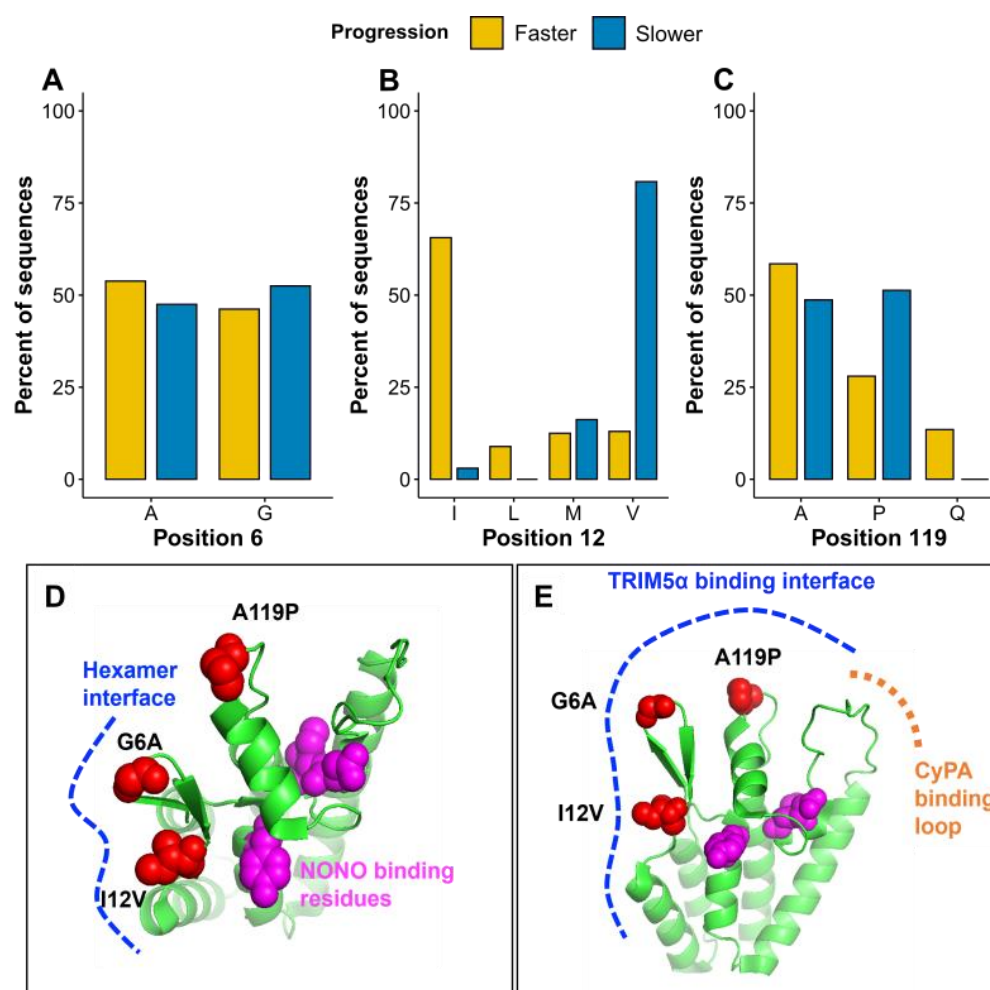 Progression Faster Slower
A
Percent of sequences
100
75
50
25
0
A G
Position 6
B
Percent of sequences
100
75
50
25
0
I L M V
Position 12
C
Percent of sequences
100
75
50
25
0
A P Q
Position 119
D
A119P
Hexamer
interface
G6A
I12V
NONO binding
residues
E
TRIM5α binding interface
A119P
G6A
I12V
CyPA
binding
loop